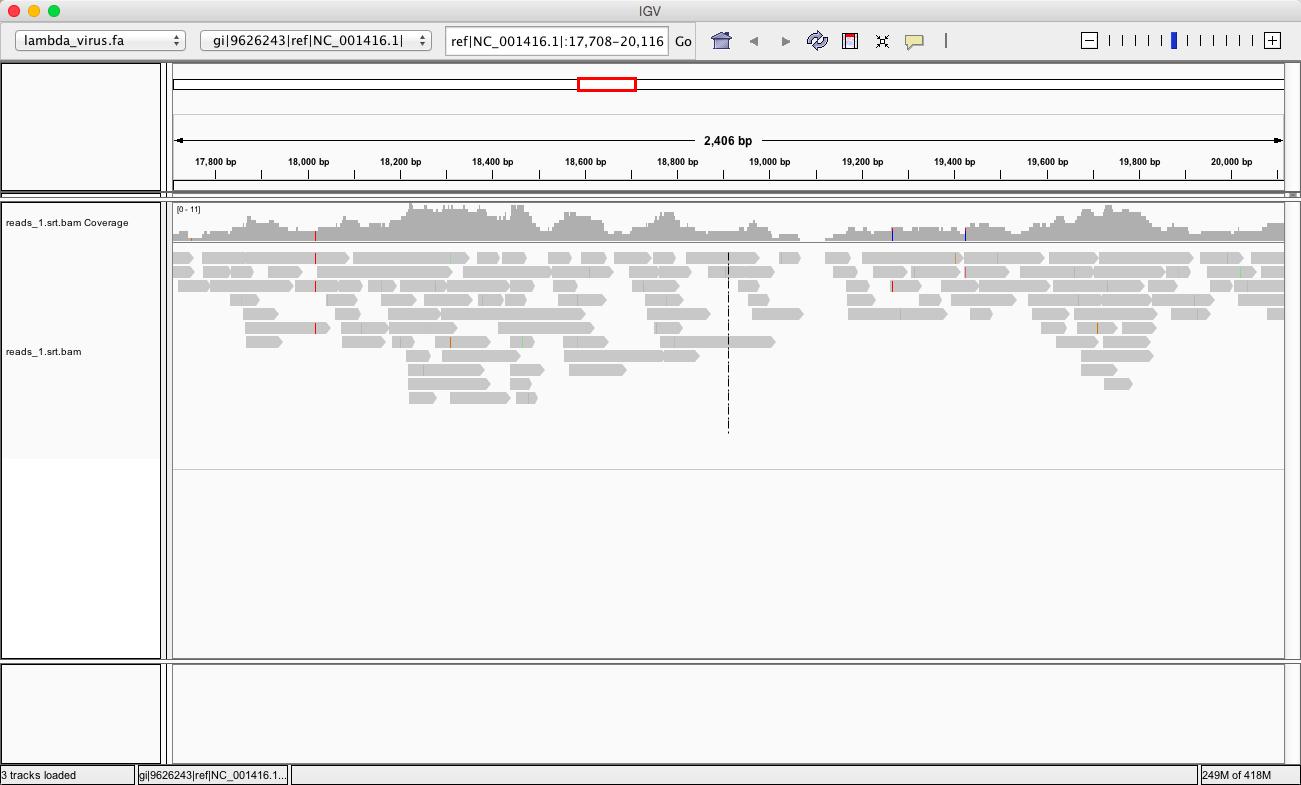 IGV
lambda_virus.fa
gi|9626243|ref|NC_001416.1|
ref|NC_001416.1|:17,708-20,116
Go
2,406 bp
17,800 bp 18,000 bp 18,200 bp 18,400 bp 18,600 bp 18,800 bp 19,000 bp 19,200 bp 19,400 bp 19,600 bp 19,800 bp 20,000 bp
reads_1.srt.bam Coverage
[0 - 11]
reads_1.srt.bam
3 tracks loaded
gi|9626243|ref|NC_001416.1...
249M of 418M